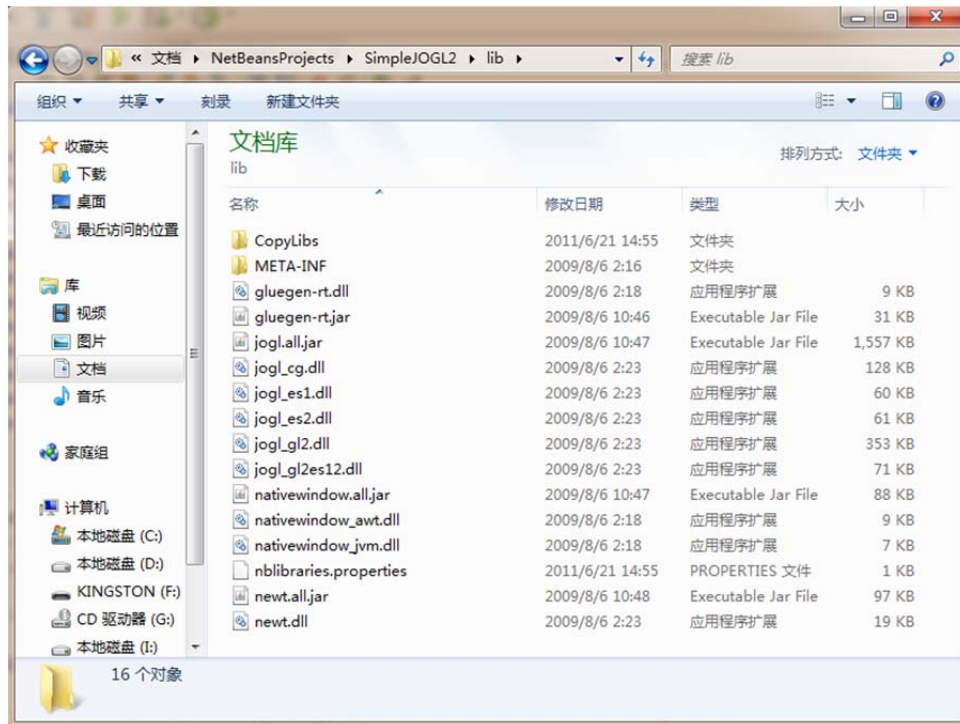 « 文档 ▸ NetBeansProjects ▸ SimpleJOGL2 ▸ lib ▸
搜索 lib
组织 ▾ 共享 ▾ 刻录 新建文件夹
收藏夹
下载
桌面
最近访问的位置
库
视频
图片
文档
音乐
家庭组
计算机
本地磁盘 (C:)
本地磁盘 (D:)
KINGSTON (F:)
CD 驱动器 (G:)
本地磁盘 (I:)
文档库
lib
排列方式: 文件夹 ▾
名称 修改日期 类型 大小
CopyLibs 2011/6/21 14:55 文件夹
META-INF 2009/8/6 2:16 文件夹
gluegen-rt.dll 2009/8/6 2:18 应用程序扩展 9 KB
gluegen-rt.jar 2009/8/6 10:46 Executable Jar File 31 KB
jogl.all.jar 2009/8/6 10:47 Executable Jar File 1,557 KB
jogl_cg.dll 2009/8/6 2:23 应用程序扩展 128 KB
jogl_es1.dll 2009/8/6 2:23 应用程序扩展 60 KB
jogl_es2.dll 2009/8/6 2:23 应用程序扩展 61 KB
jogl_gl2.dll 2009/8/6 2:23 应用程序扩展 353 KB
jogl_gl2es12.dll 2009/8/6 2:23 应用程序扩展 71 KB
nativewindow.all.jar 2009/8/6 10:47 Executable Jar File 88 KB
nativewindow_awt.dll 2009/8/6 2:18 应用程序扩展 9 KB
nativewindow_jvm.dll 2009/8/6 2:18 应用程序扩展 7 KB
nblibraries.properties 2011/6/21 14:55 PROPERTIES 文件 1 KB
newt.all.jar 2009/8/6 10:48 Executable Jar File 97 KB
newt.dll 2009/8/6 2:23 应用程序扩展 19 KB
16 个对象